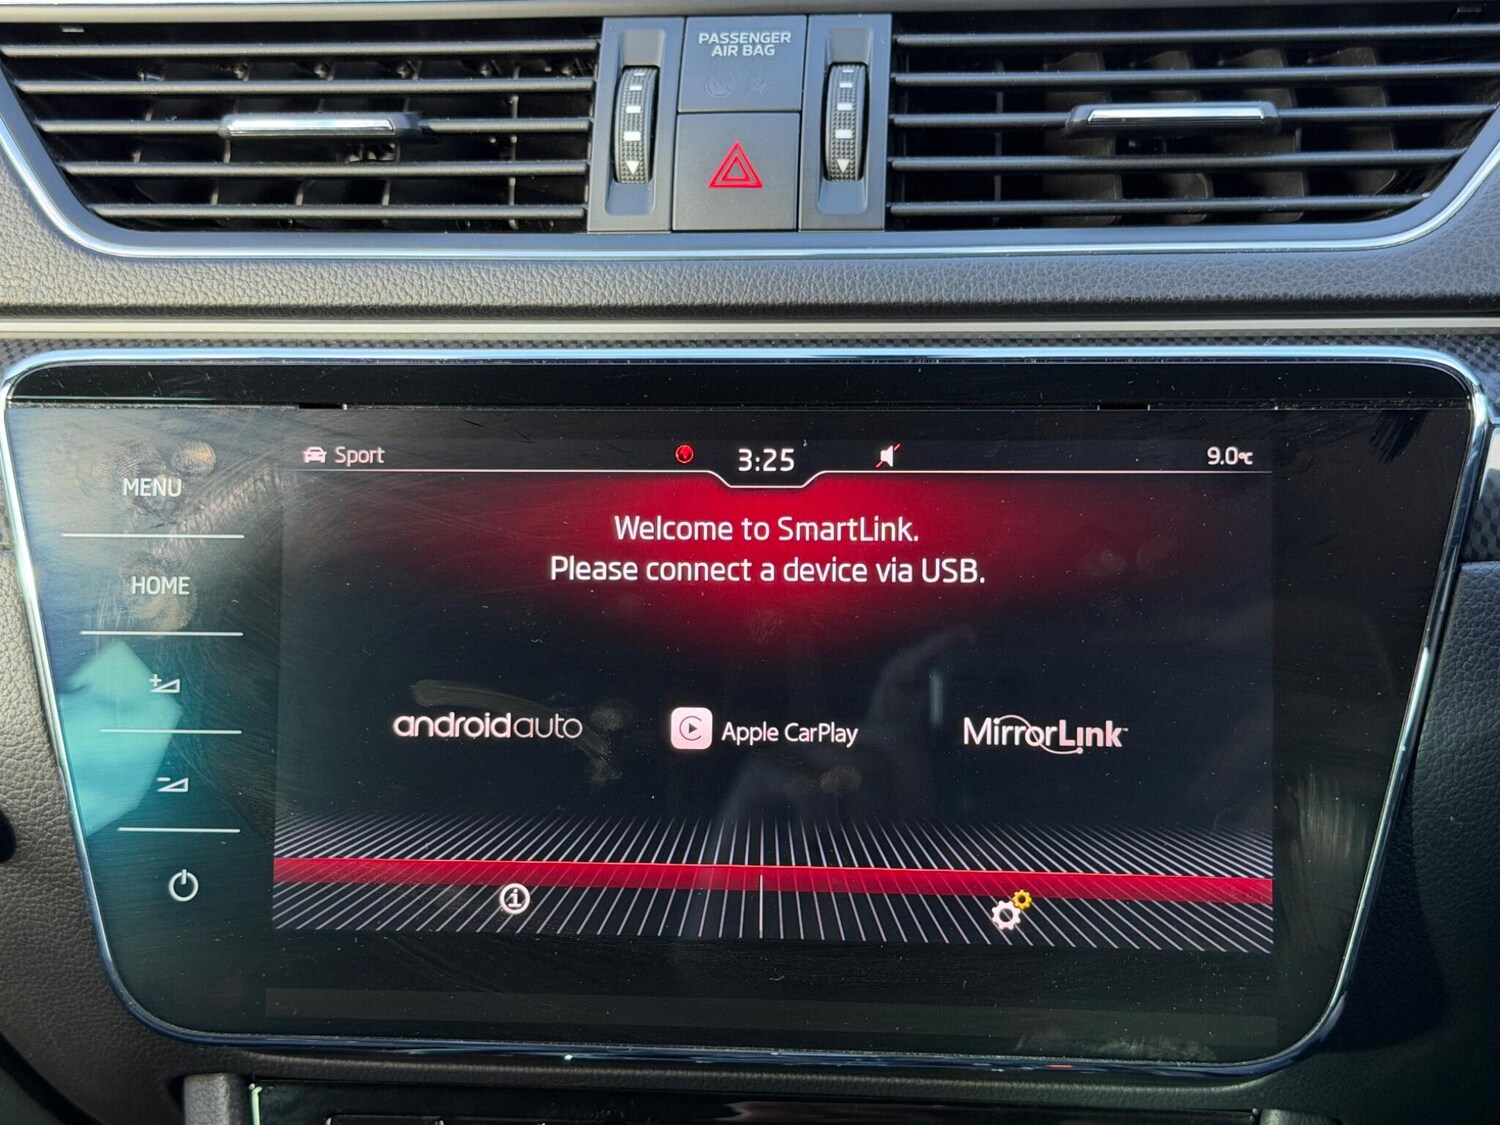 PASSENGER
AIR BAG
Sport
3:25
9.0°C
MENU
HOME
Welcome to SmartLink.
Please connect a device via USB.
androidauto
Apple CarPlay
MirrorLink™